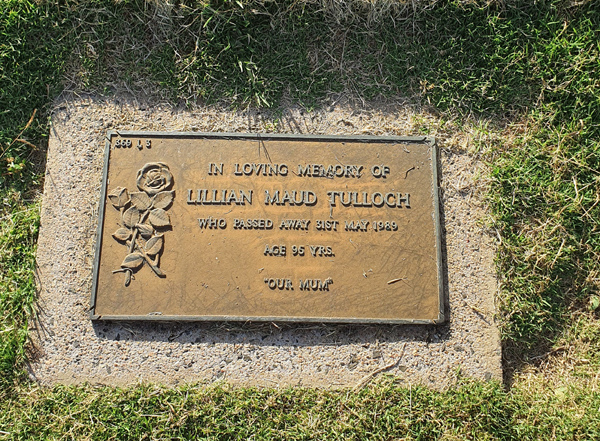 IN LOVING MEMORY OF
LILLIAN MAUD TULLOCH
WHO PASSED AWAY 31ST MAY 1989
AGE 95 YRS.
"OUR MUM"